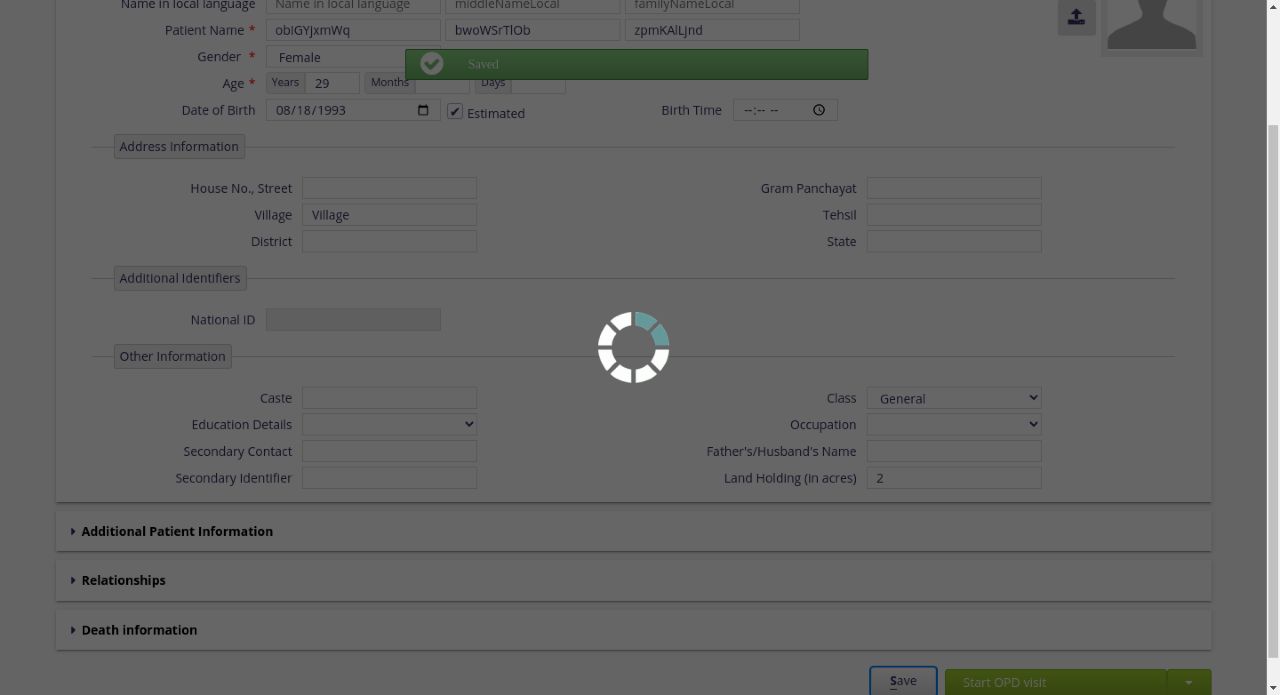 Name in local language Name in local language middleNameLocal familyNameLocal
Patient Name * obIGYJxmWq bwoWSrTlOb zpmKAlLJnd
Gender * Female
Saved
Age * Years 29 Months Days
Date of Birth 08/18/1993 Estimated Birth Time --:-- --
Address Information
House No., Street Gram Panchayat
Village Village Tehsil
District State
Additional Identifiers
National ID
Other Information
Caste Class General
Education Details Occupation
Secondary Contact Father's/Husband's Name
Secondary Identifier Land Holding (in acres) 2
Additional Patient Information
Relationships
Death information
Save Start OPD visit